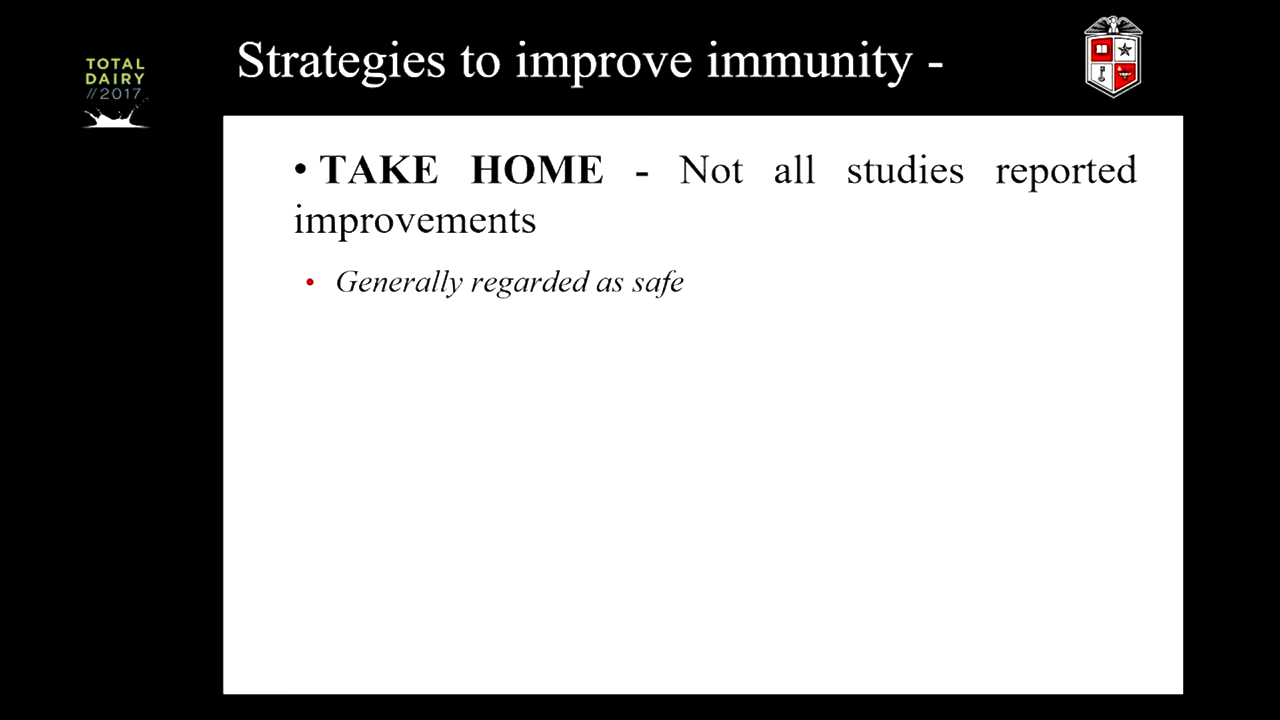 Strategies to improve immunity -
TOTAL
DAIRY
//2017
• TAKE HOME - Not all studies reported
improvements
• Generally regarded as safe